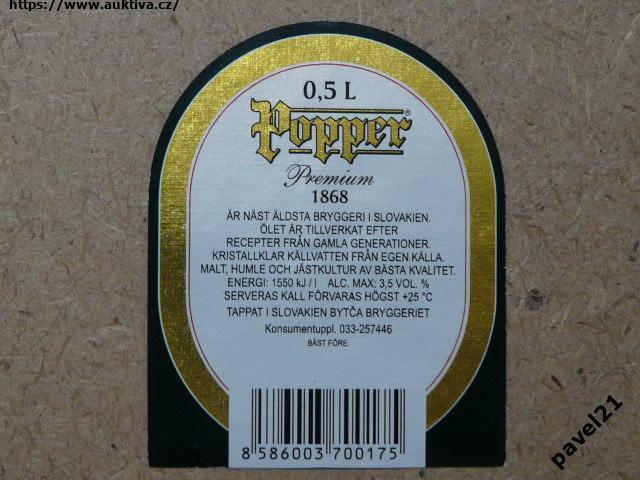 https://www.auktiva.cz/
0,5 L
Popper®
Premium
1868
ÄR NÄST ÄLDSTA BRYGGERI I SLOVAKIEN.
ÖLET ÄR TILLVERKAT EFTER
RECEPTER FRÅN GAMLA GENERATIONER.
KRISTALLKLAR KÄLLVATTEN FRÅN EGEN KÄLLA.
MALT, HUMLE OCH JÄSTKULTUR AV BÄSTA KVALITET.
ENERGI: 1550 kJ / l ALC. MAX: 3,5 VOL. %
SERVERAS KALL FÖRVARAS HÖGST +25 °C
TAPPAT I SLOVAKIEN BYTČA BRYGGERIET
Konsumentuppl. 033-257446
BÄST FÖRE:
8 586003 700175
pavel21